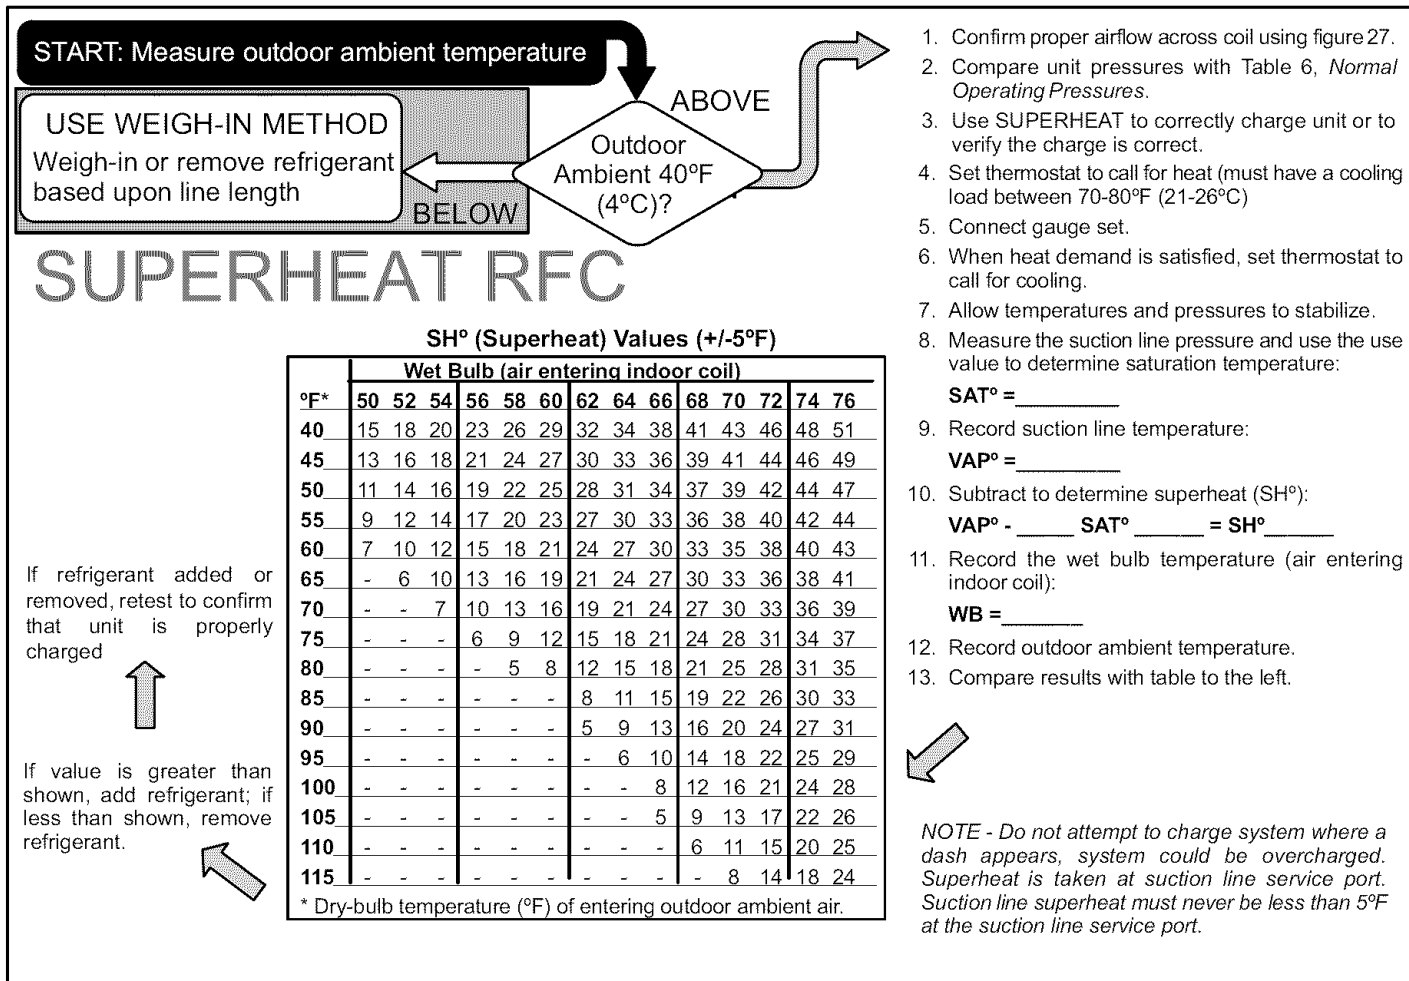 START: Measure outdoor ambient temperature
USE WEIGH-IN METHOD
Weigh-in or remove refrigerant
based upon line length
BELOW
ABOVE
Outdoor
Ambient 40ºF
(4ºC)?
SUPERHEAT RFC
1. Confirm proper airflow across coil using figure 27.
2. Compare unit pressures with Table 6, Normal
Operating Pressures.
3. Use SUPERHEAT to correctly charge unit or to
verify the charge is correct.
4. Set thermostat to call for heat (must have a cooling
load between 70-80ºF (21-26ºC)
5. Connect gauge set.
6. When heat demand is satisfied, set thermostat to
call for cooling.
7. Allow temperatures and pressures to stabilize.
8. Measure the suction line pressure and use the use
value to determine saturation temperature:
SATº =_________
9. Record suction line temperature:
VAPº =_________
10. Subtract to determine superheat (SHº):
VAPº - _____ SATº ______ = SHº______
11. Record the wet bulb temperature (air entering
indoor coil):
WB =_______
12. Record outdoor ambient temperature.
13. Compare results with table to the left.
SHº (Superheat) Values (+/-5ºF)
Wet Bulb (air entering indoor coil)
ºF* 50 52 54 56 58 60 62 64 66 68 70 72 74 76
40 15 18 20 23 26 29 32 34 38 41 43 46 48 51
45 13 16 18 21 24 27 30 33 36 39 41 44 46 49
50 11 14 16 19 22 25 28 31 34 37 39 42 44 47
55 9 12 14 17 20 23 27 30 33 36 38 40 42 44
60 7 10 12 15 18 21 24 27 30 33 35 38 40 43
65 - 6 10 13 16 19 21 24 27 30 33 36 38 41
70 - - 7 10 13 16 19 21 24 27 30 33 36 39
75 - - - 6 9 12 15 18 21 24 28 31 34 37
80 - - - - 5 8 12 15 18 21 25 28 31 35
85 - - - - - - 8 11 15 19 22 26 30 33
90 - - - - - - 5 9 13 16 20 24 27 31
95 - - - - - - - 6 10 14 18 22 25 29
100 - - - - - - - - 8 12 16 21 24 28
105 - - - - - - - - 5 9 13 17 22 26
110 - - - - - - - - - 6 11 15 20 25
115 - - - - - - - - - - 8 14 18 24
* Dry-bulb temperature (ºF) of entering outdoor ambient air.
NOTE - Do not attempt to charge system where a
dash appears, system could be overcharged.
Superheat is taken at suction line service port.
Suction line superheat must never be less than 5ºF
at the suction line service port.
If value is greater than
shown, add refrigerant; if
less than shown, remove
refrigerant.
If refrigerant added or
removed, retest to confirm
that unit is properly
charged